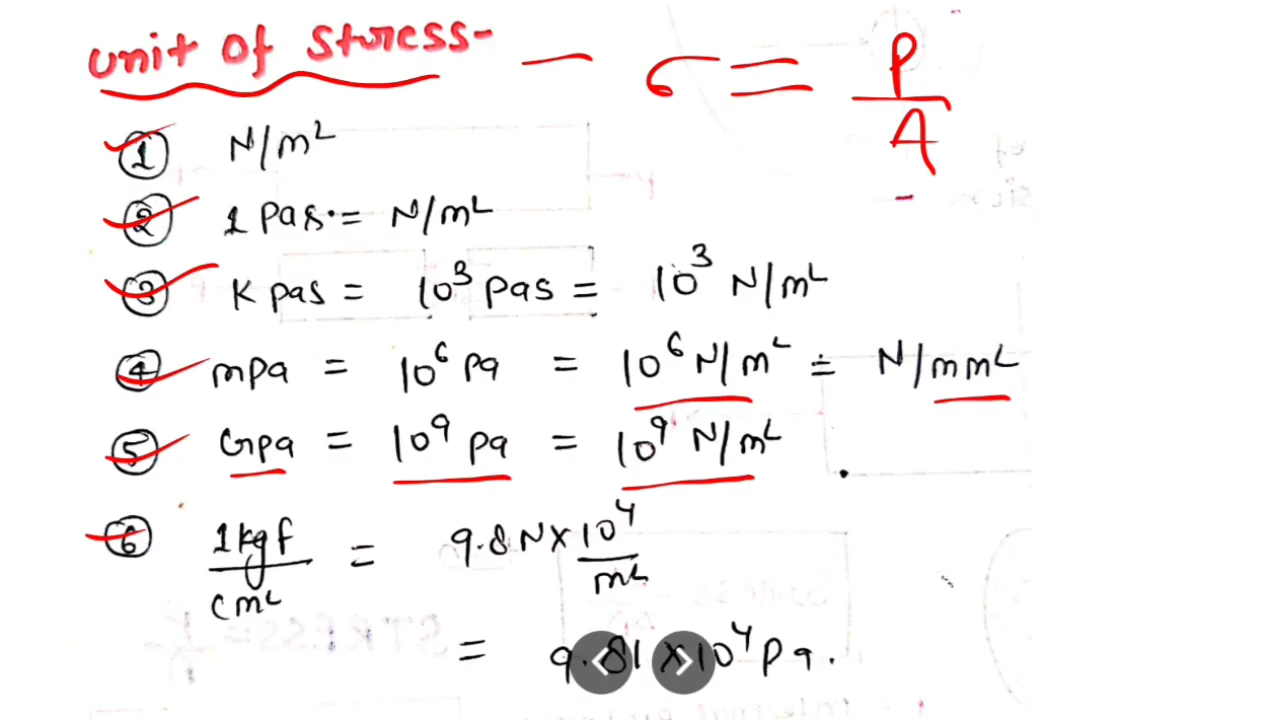 unit of stress- — σ = P/A
① N/m²
② 1 Pas. = N/m²
③ K pas = 10³ pas = 10³ N/m²
④ mpa = 10⁶ pa = 10⁶ N/m² = N/mm²
⑤ Gpa = 10⁹ pa = 10⁹ N/m²
⑥ 1kgf/cm² = 9.8N × 10⁴/m²
= 9.81 × 10⁴ pa.